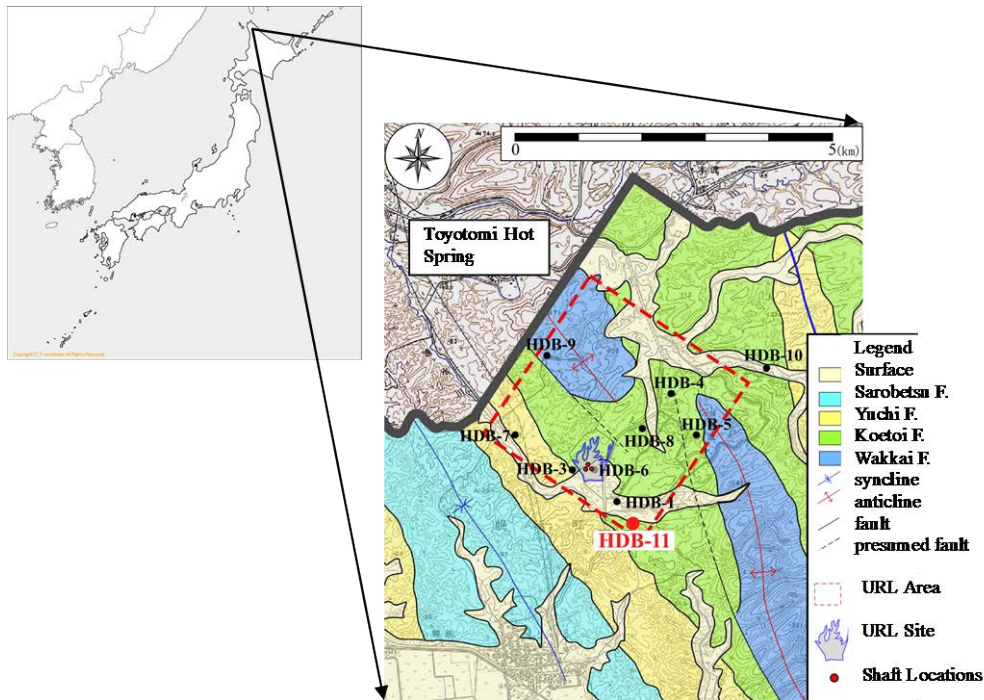 N
0
5(km)
Toyotomi Hot
Spring
HDB-9
HDB-10
HDB-4
HDB-7
HDB-8
HDB-5
HDB-3
HDB-6
HDB-1
HDB-11
Legend
Surface
Sarobetsu F.
Yuchi F.
Koetoi F.
Wakkai F.
syncline
anticline
fault
presumed fault
URL Area
URL Site
Shaft Locations